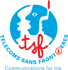 tsf
TELECOMS SANS FRONTIERES
Communications for life